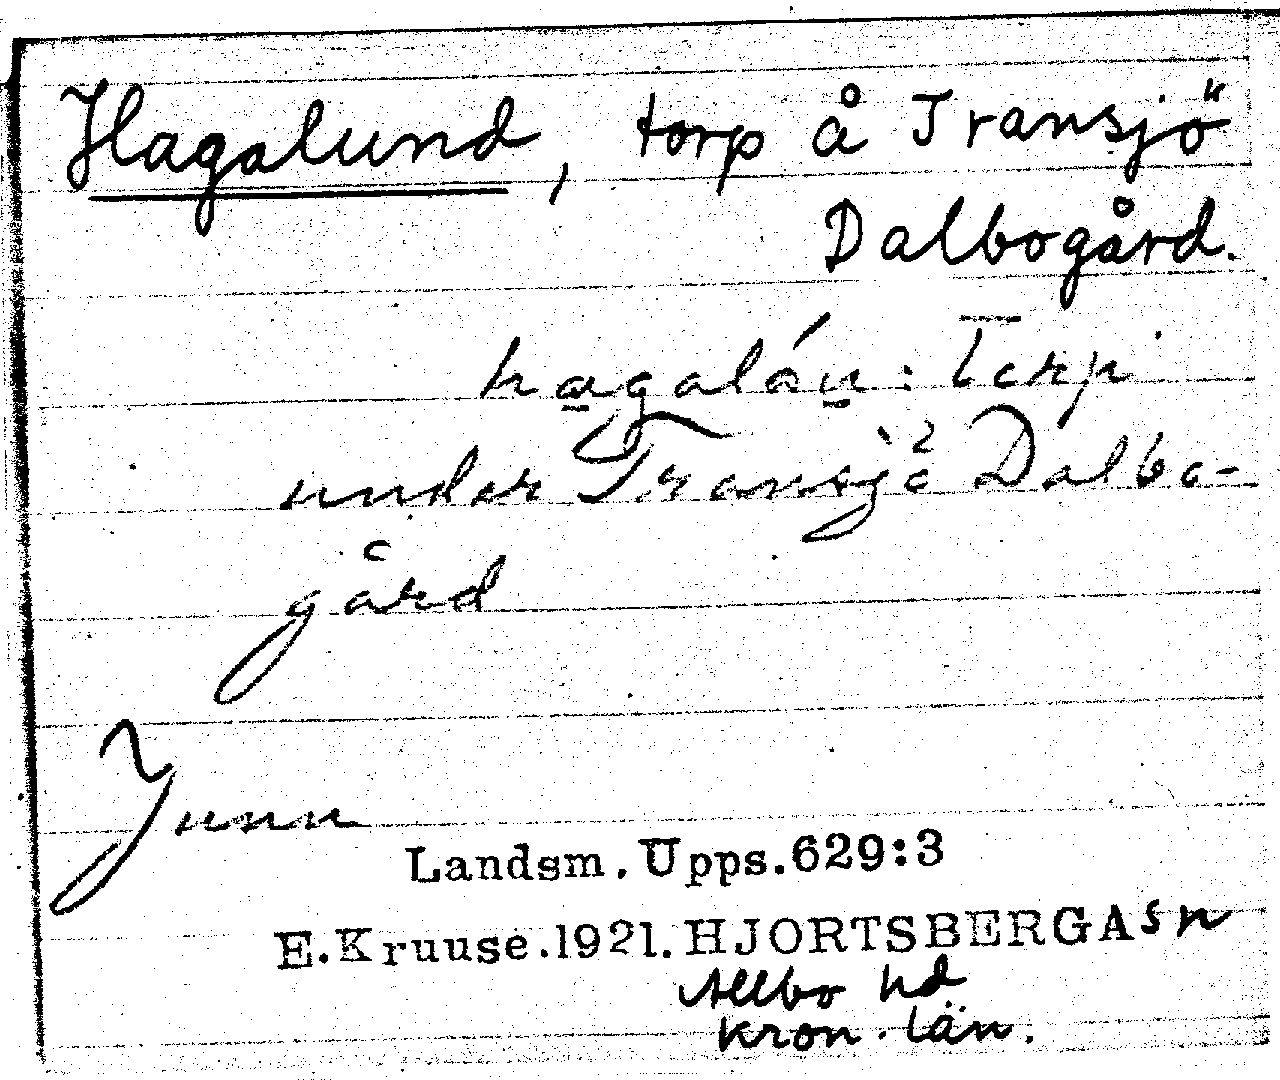 Hagalund, torp å Transjö
Dalbogård.
hagalún: Torp
under Transjö Dalbo-
gård
Landsm. Upps. 629:3
E. Kruuse. 1921. HJORTSBERGA sn
Allbo hd
Kron. län.